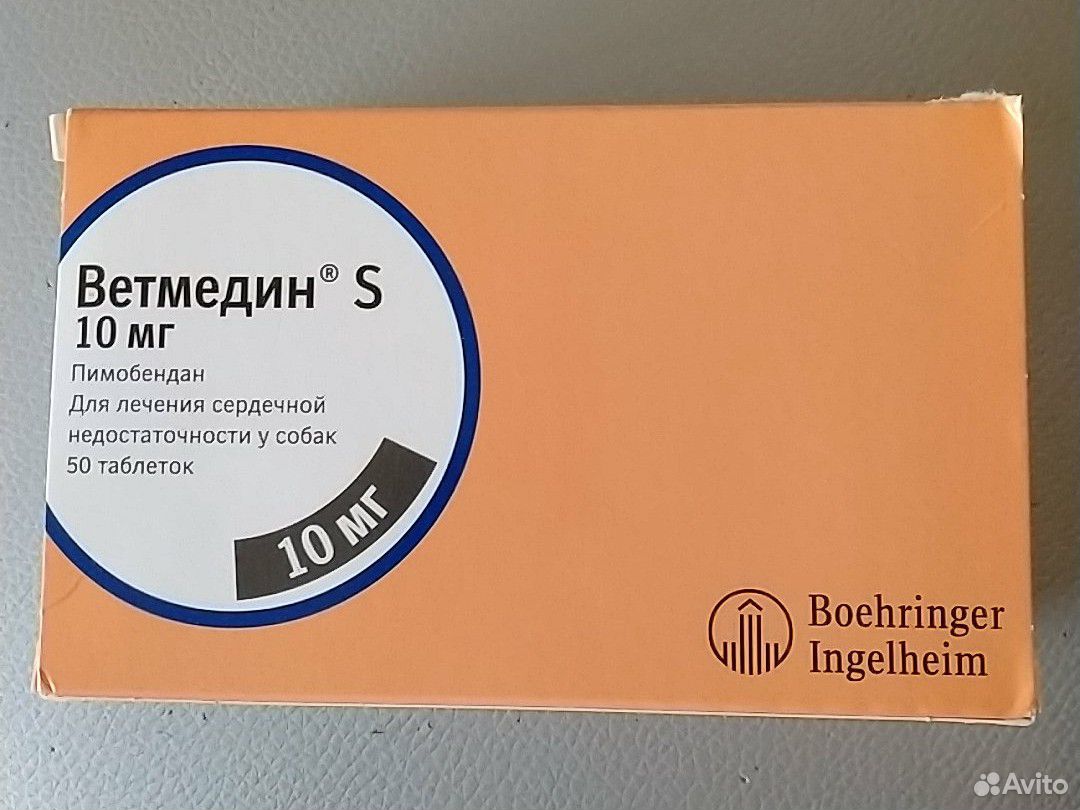 Ветмедин® S
10 мг
Пимобендан
Для лечения сердечной
недостаточности у собак
50 таблеток
10 мг
Boehringer
Ingelheim
Avito